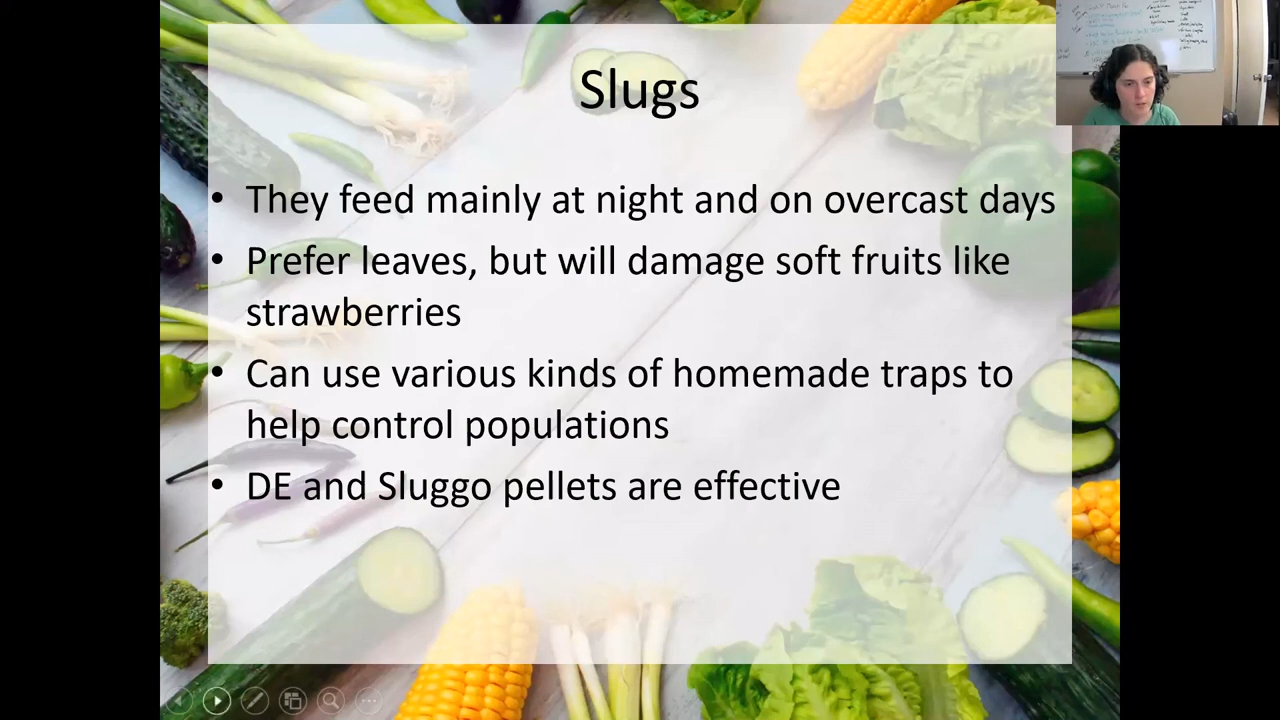 Slugs
• They feed mainly at night and on overcast days
• Prefer leaves, but will damage soft fruits like
strawberries
• Can use various kinds of homemade traps to
help control populations
• DE and Sluggo pellets are effective